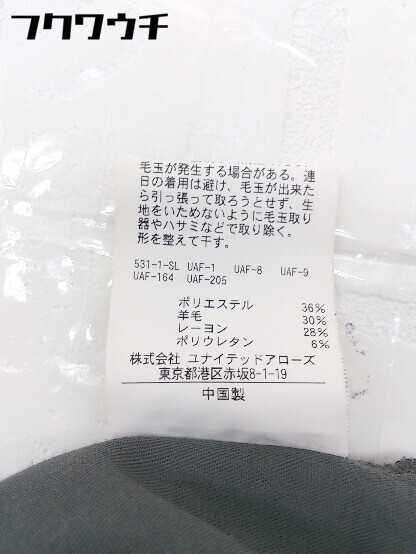 フクワウチ
毛玉が発生する場合がある。連
日の着用は避け、毛玉が出来た
ら引っ張って取ろうとせず、生
地をいためないように毛玉取り
器やハサミなどで取り除く。
形を整えて干す。
531-1-SL UAF-1 UAF-8 UAF-9
UAF-164 UAF-205
ポリエステル 36%
羊毛 30%
レーヨン 28%
ポリウレタン 6%
株式会社 ユナイテッドアローズ
東京都港区赤坂8-1-19
中国製